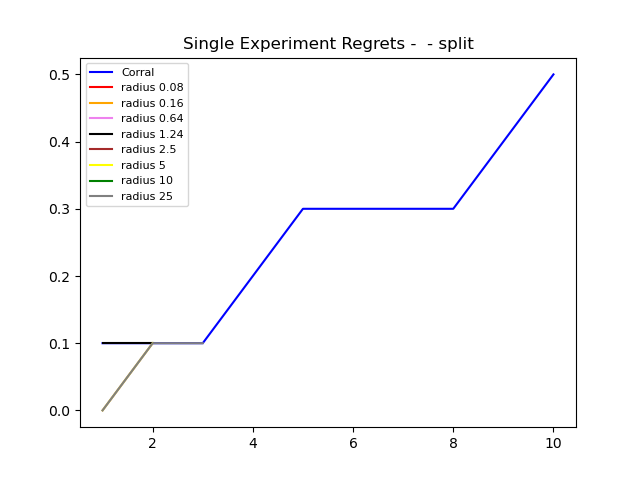 Single Experiment Regrets -  - split
Corral
radius 0.08
radius 0.16
radius 0.64
radius 1.24
radius 2.5
radius 5
radius 10
radius 25
0.5
0.4
0.3
0.2
0.1
0.0
2
4
6
8
10